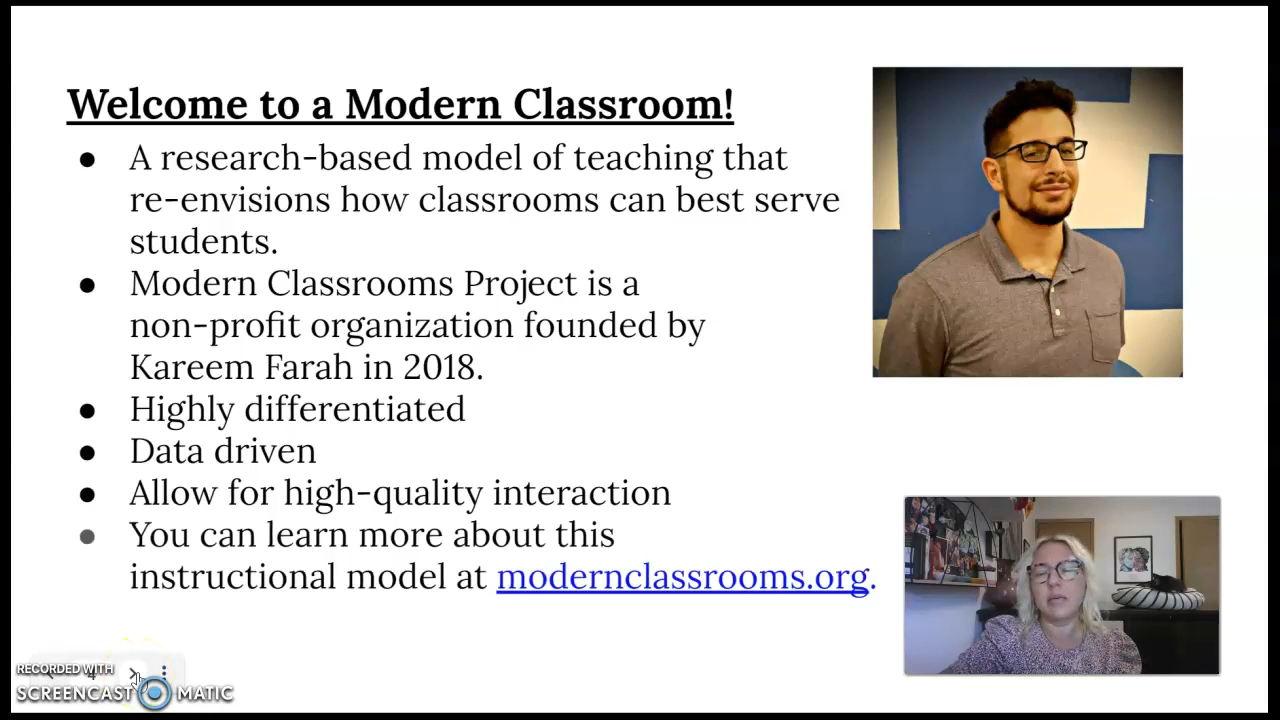 Welcome to a Modern Classroom!
● A research-based model of teaching that
re-envisions how classrooms can best serve
students.
● Modern Classrooms Project is a
non-profit organization founded by
Kareem Farah in 2018.
● Highly differentiated
● Data driven
● Allow for high-quality interaction
● You can learn more about this
instructional model at modernclassrooms.org.
RECORDED WITH
SCREENCAST MATIC